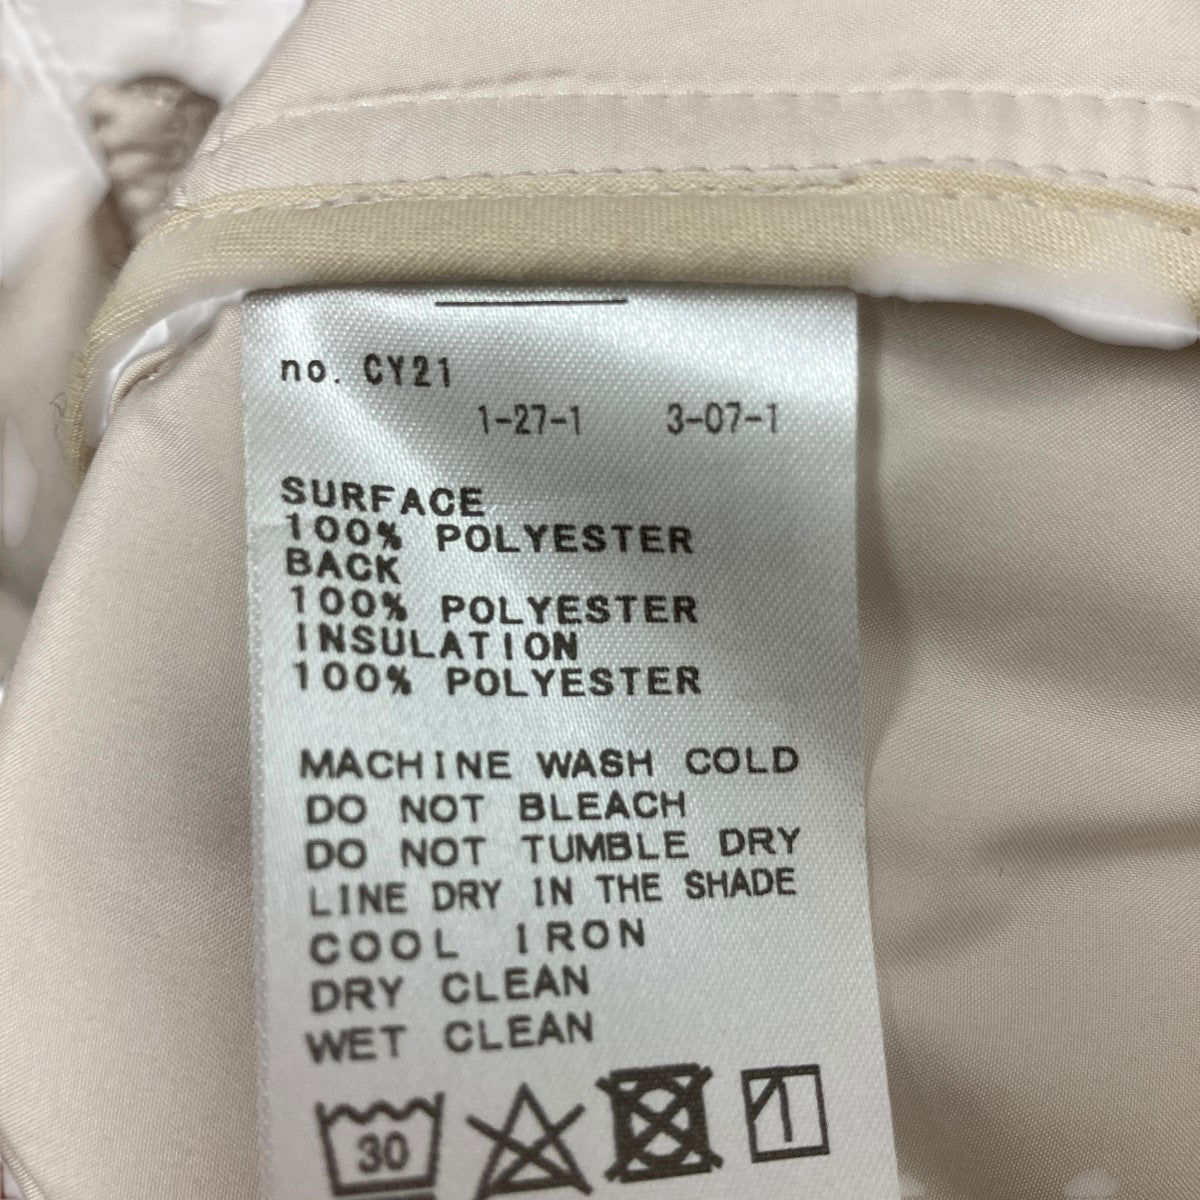 no. CY21
1-27-1 3-07-1
SURFACE
100% POLYESTER
BACK
100% POLYESTER
INSULATION
100% POLYESTER
MACHINE WASH COLD
DO NOT BLEACH
DO NOT TUMBLE DRY
LINE DRY IN THE SHADE
COOL IRON
DRY CLEAN
WET CLEAN
30